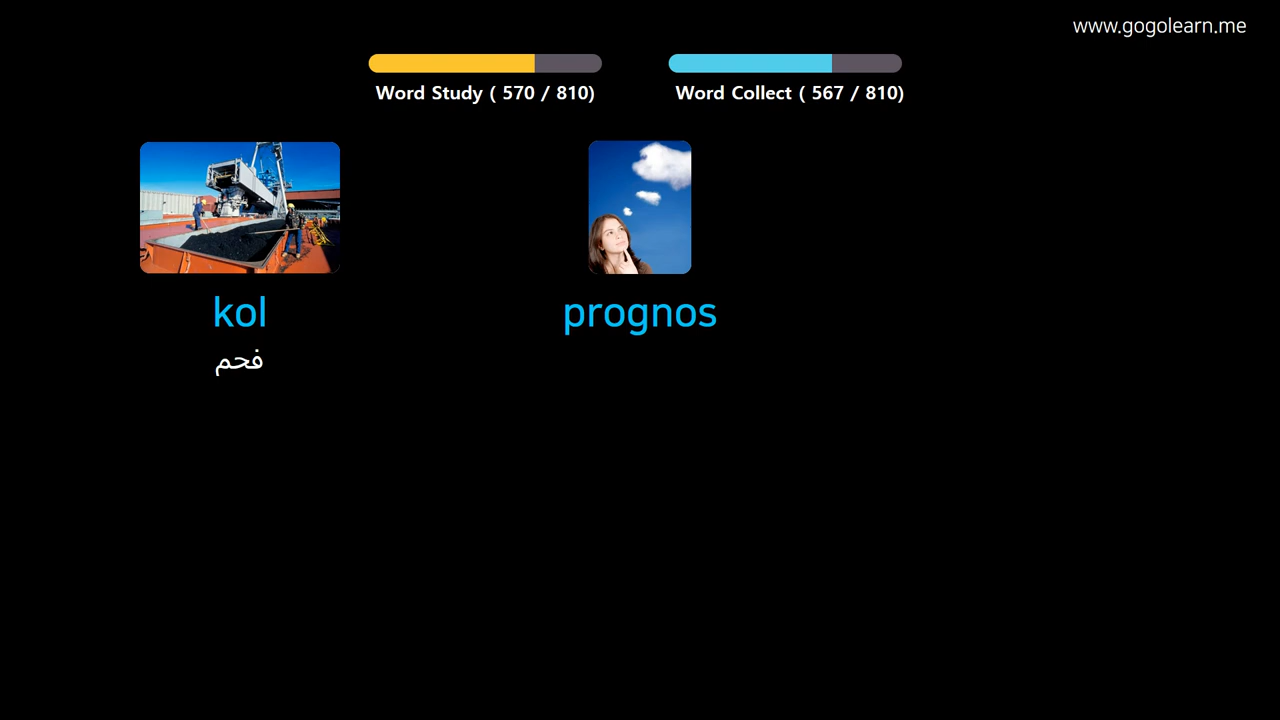 www.gogolearn.me
Word Study ( 570 / 810)
Word Collect ( 567 / 810)
kol
فحم
prognos